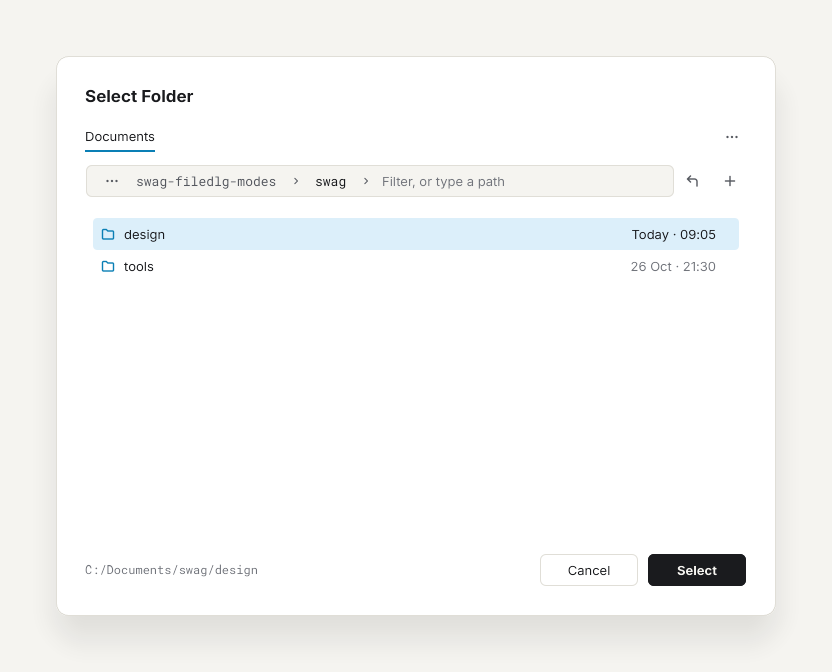 Select Folder
Documents ···
··· swag-filedlg-modes › swag › Filter, or type a path
design Today · 09:05
tools 26 Oct · 21:30
C:/Documents/swag/design Cancel Select